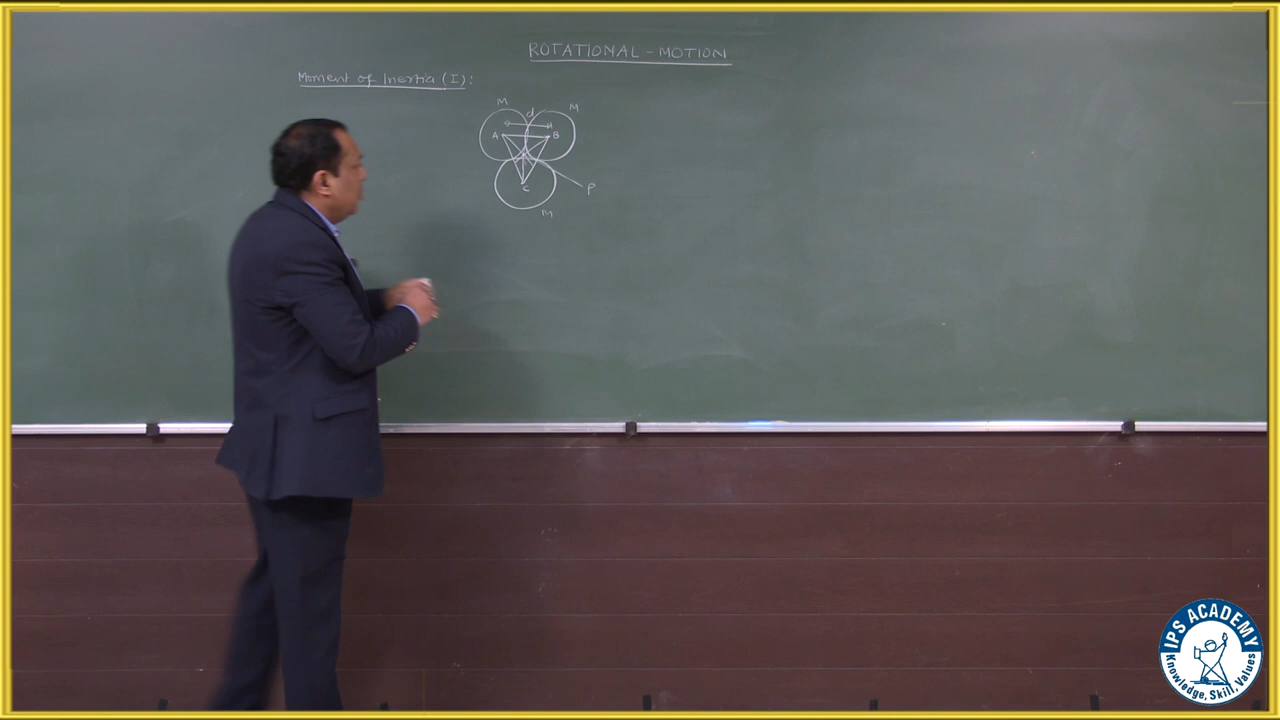 ROTATIONAL - MOTION
Moment of Inertia (I):
M
M
d
A
B
C
P
M
IPS ACADEMY
Knowledge, Skill, Values